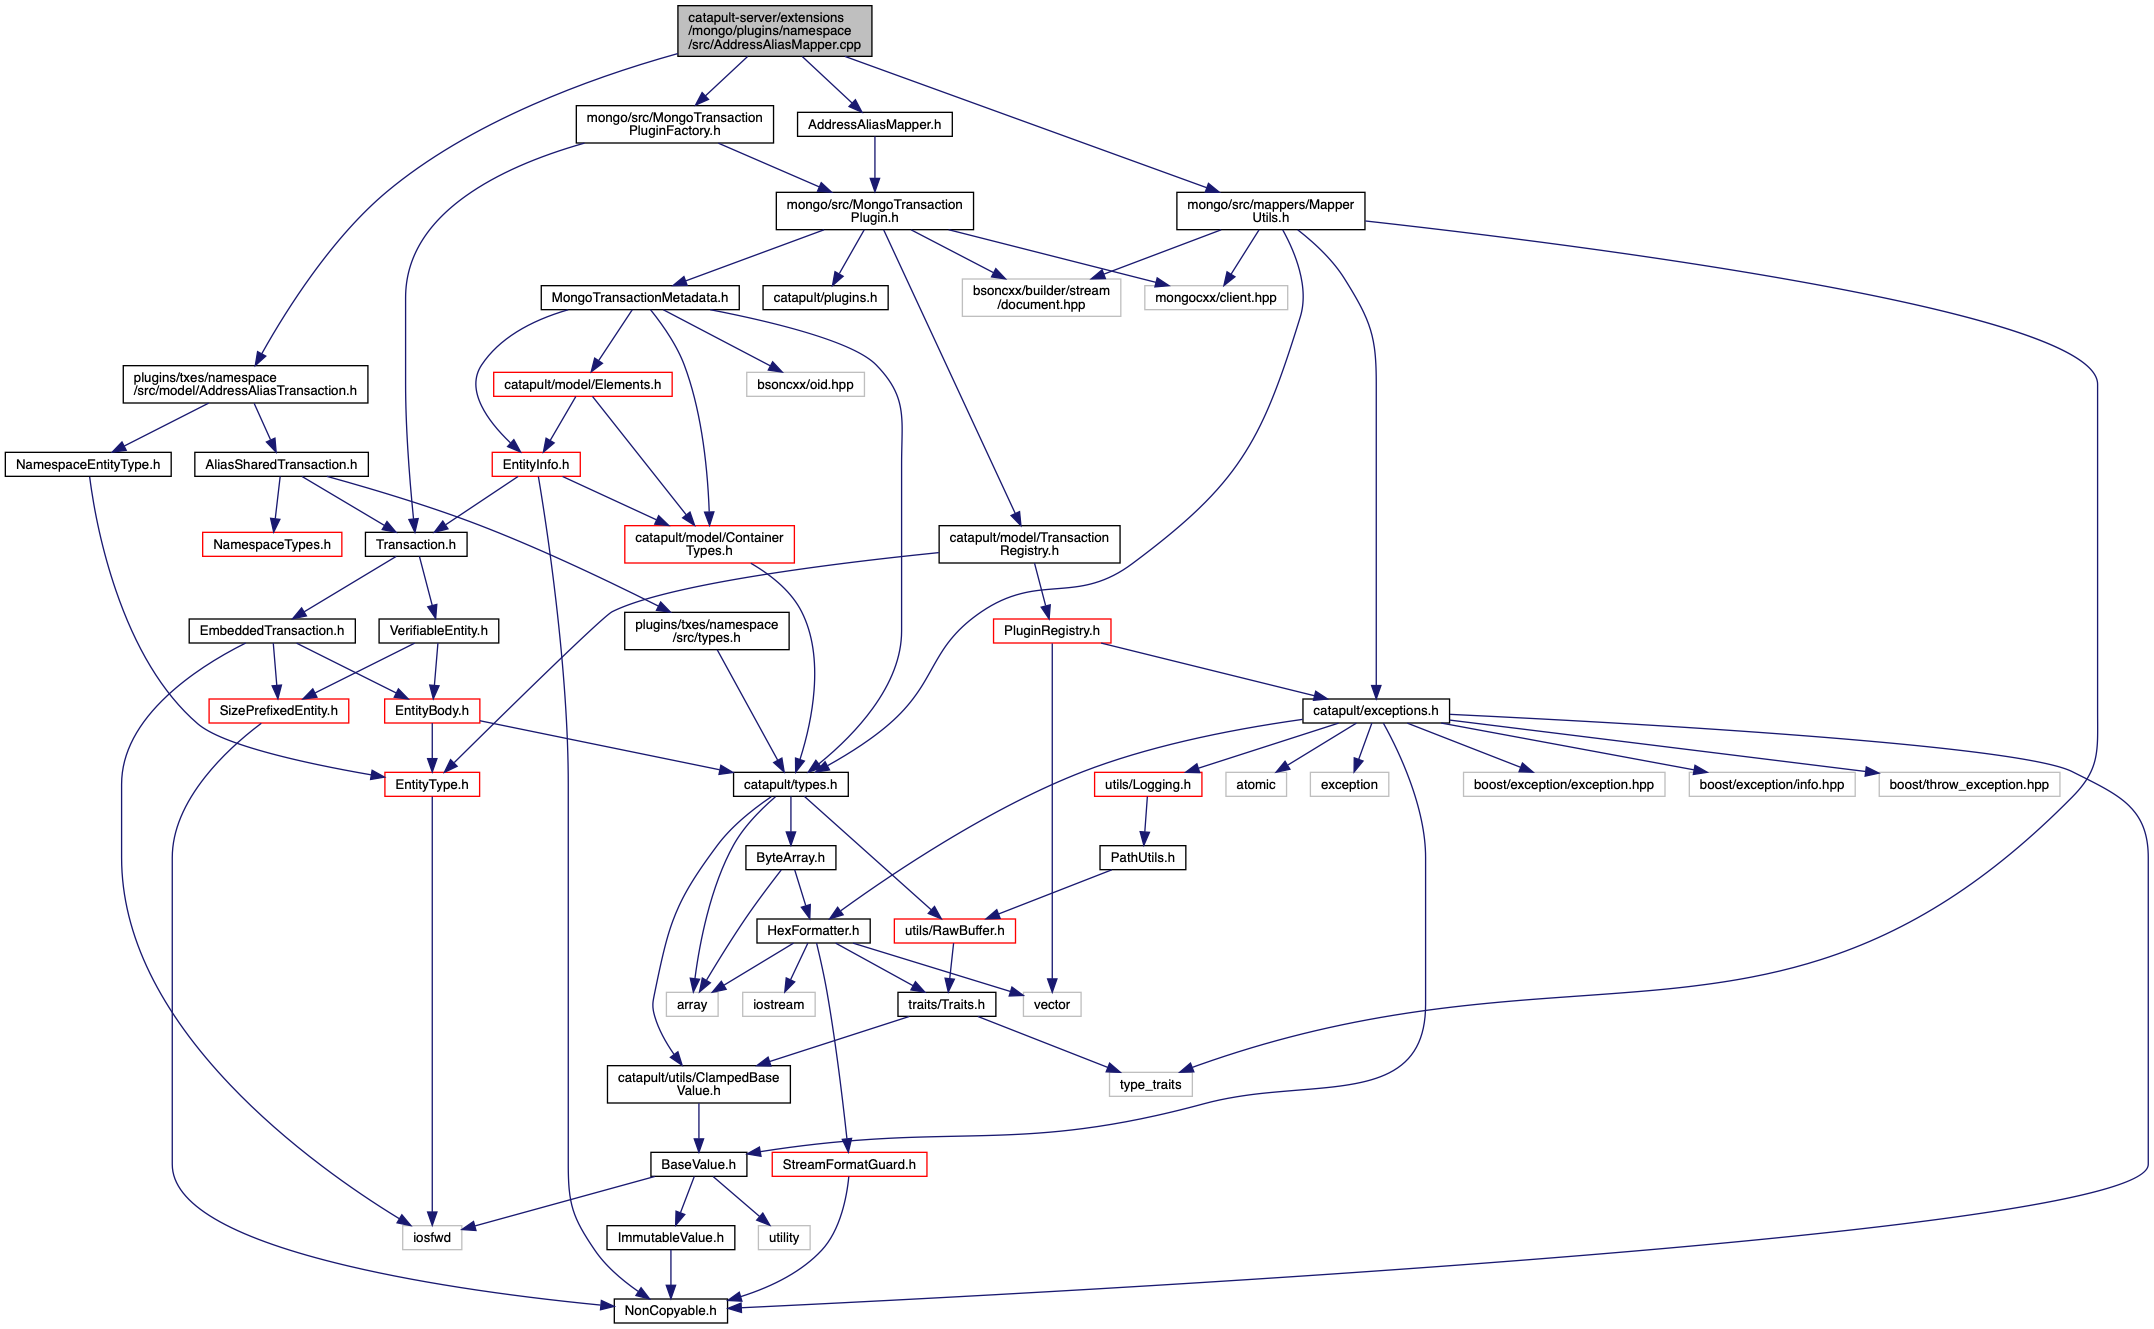 catapult-server/extensions
/mongo/plugins/namespace
/src/AddressAliasMapper.cpp
mongo/src/MongoTransaction
PluginFactory.h
AddressAliasMapper.h
mongo/src/MongoTransaction
Plugin.h
mongo/src/mappers/Mapper
Utils.h
MongoTransactionMetadata.h
catapult/plugins.h
bsoncxx/builder/stream
/document.hpp
mongocxx/client.hpp
plugins/txes/namespace
/src/model/AddressAliasTransaction.h
catapult/model/Elements.h
bsoncxx/oid.hpp
NamespaceEntityType.h
AliasSharedTransaction.h
EntityInfo.h
NamespaceTypes.h
Transaction.h
catapult/model/Container
Types.h
catapult/model/Transaction
Registry.h
EmbeddedTransaction.h
VerifiableEntity.h
plugins/txes/namespace
/src/types.h
PluginRegistry.h
SizePrefixedEntity.h
EntityBody.h
catapult/exceptions.h
EntityType.h
catapult/types.h
utils/Logging.h
atomic
exception
boost/exception/exception.hpp
boost/exception/info.hpp
boost/throw_exception.hpp
ByteArray.h
PathUtils.h
HexFormatter.h
utils/RawBuffer.h
array
iostream
traits/Traits.h
vector
catapult/utils/ClampedBase
Value.h
type_traits
BaseValue.h
StreamFormatGuard.h
iosfwd
ImmutableValue.h
utility
NonCopyable.h